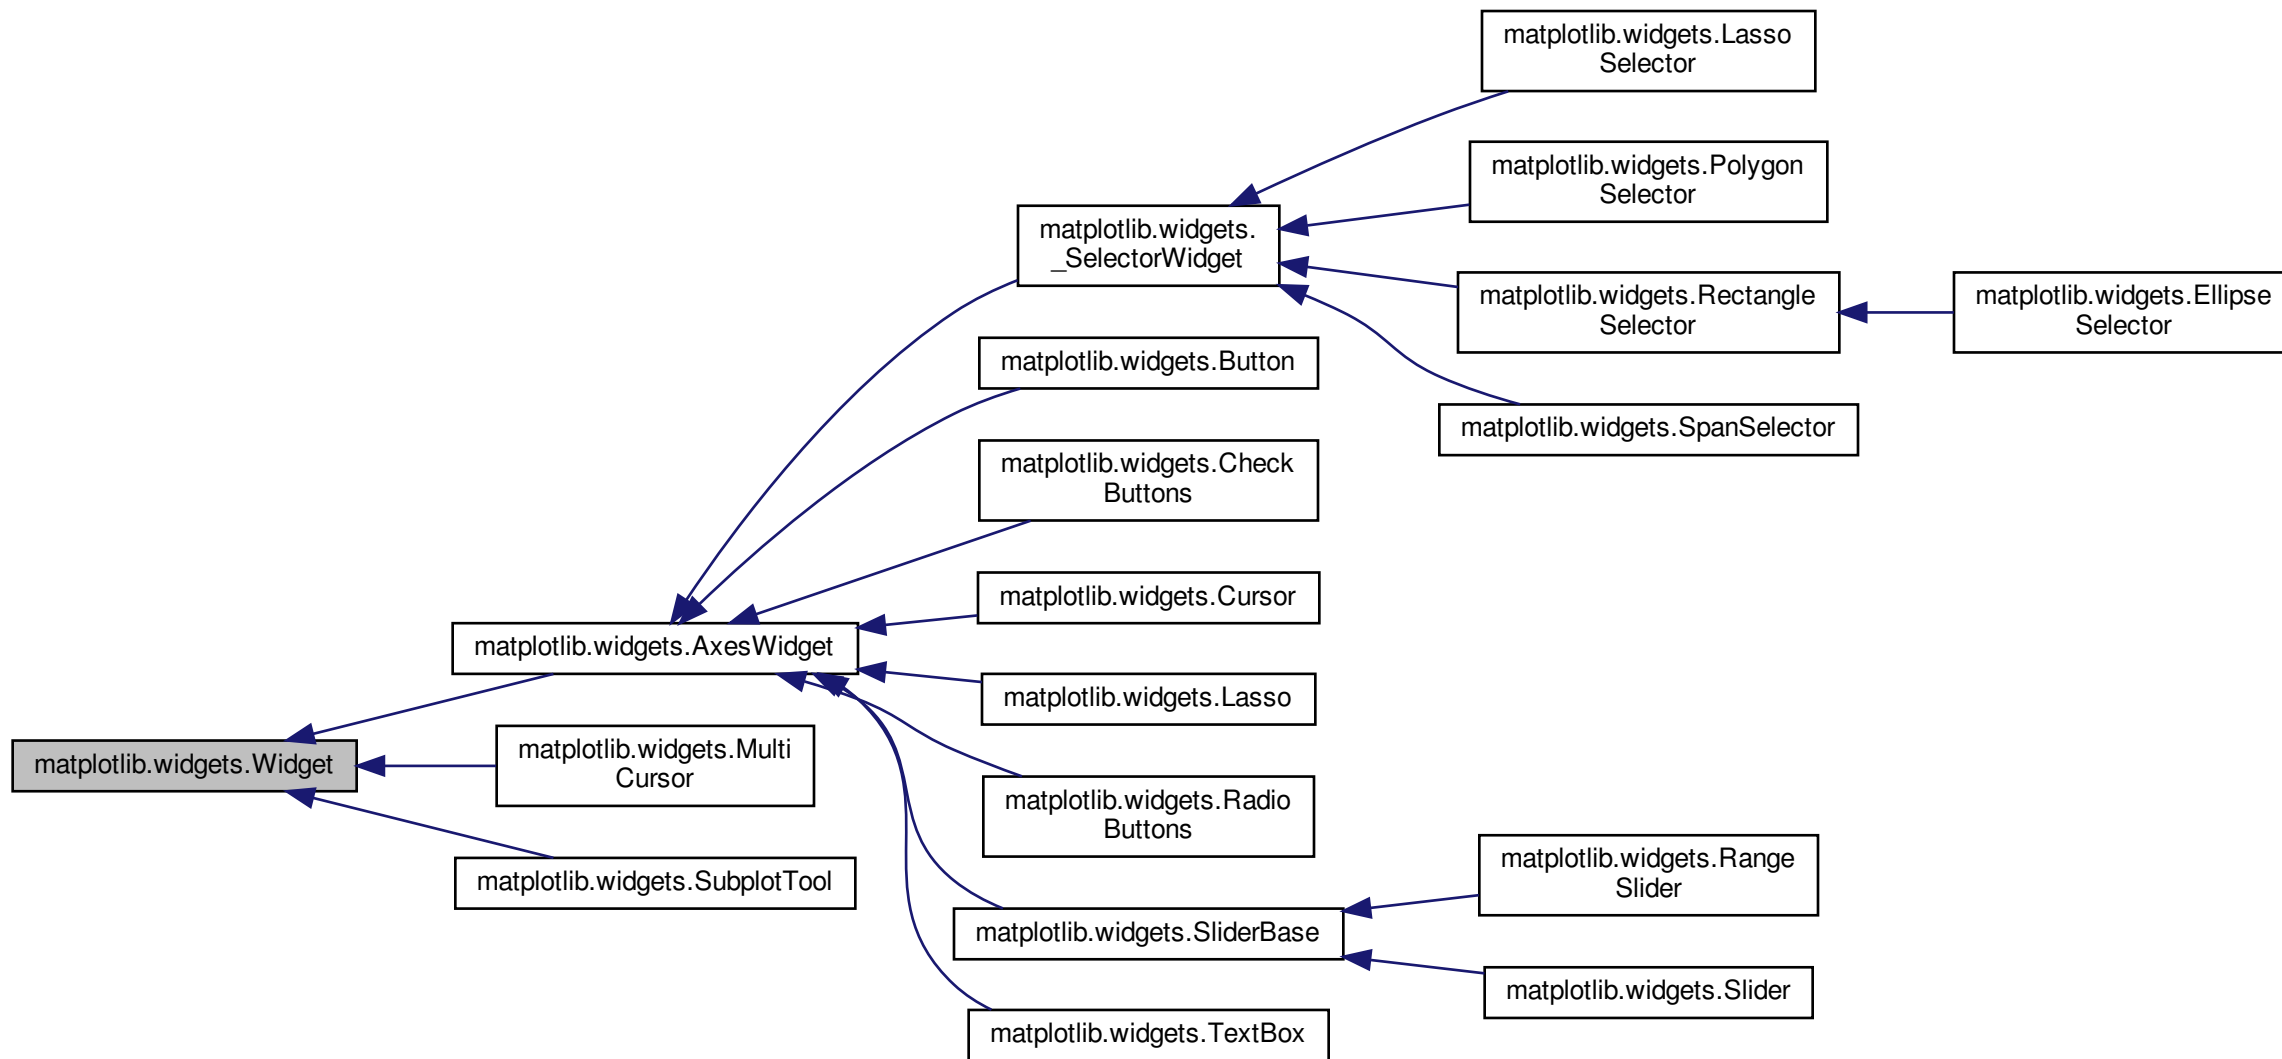 matplotlib.widgets.Lasso
Selector
matplotlib.widgets.Polygon
Selector
matplotlib.widgets.
_SelectorWidget
matplotlib.widgets.Rectangle
Selector
matplotlib.widgets.Ellipse
Selector
matplotlib.widgets.Button
matplotlib.widgets.SpanSelector
matplotlib.widgets.Check
Buttons
matplotlib.widgets.Cursor
matplotlib.widgets.AxesWidget
matplotlib.widgets.Lasso
matplotlib.widgets.Widget
matplotlib.widgets.Multi
Cursor
matplotlib.widgets.Radio
Buttons
matplotlib.widgets.SubplotTool
matplotlib.widgets.Range
Slider
matplotlib.widgets.SliderBase
matplotlib.widgets.Slider
matplotlib.widgets.TextBox